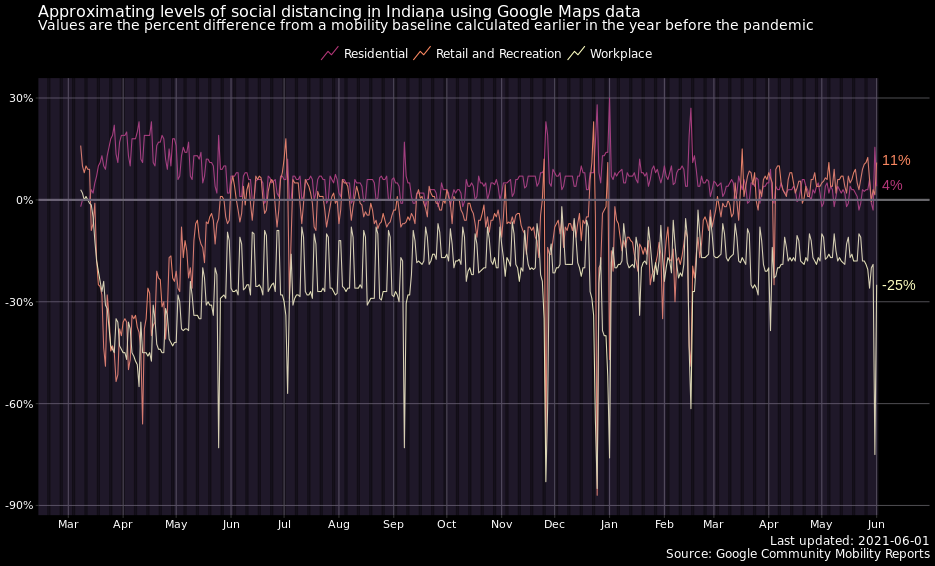 Approximating levels of social distancing in Indiana using Google Maps data
Values are the percent difference from a mobility baseline calculated earlier in the year before the pandemic
Residential Retail and Recreation Workplace
30%
0%
-30%
-60%
-90%
11%
4%
-25%
Mar Apr May Jun Jul Aug Sep Oct Nov Dec Jan Feb Mar Apr May Jun
Last updated: 2021-06-01
Source: Google Community Mobility Reports